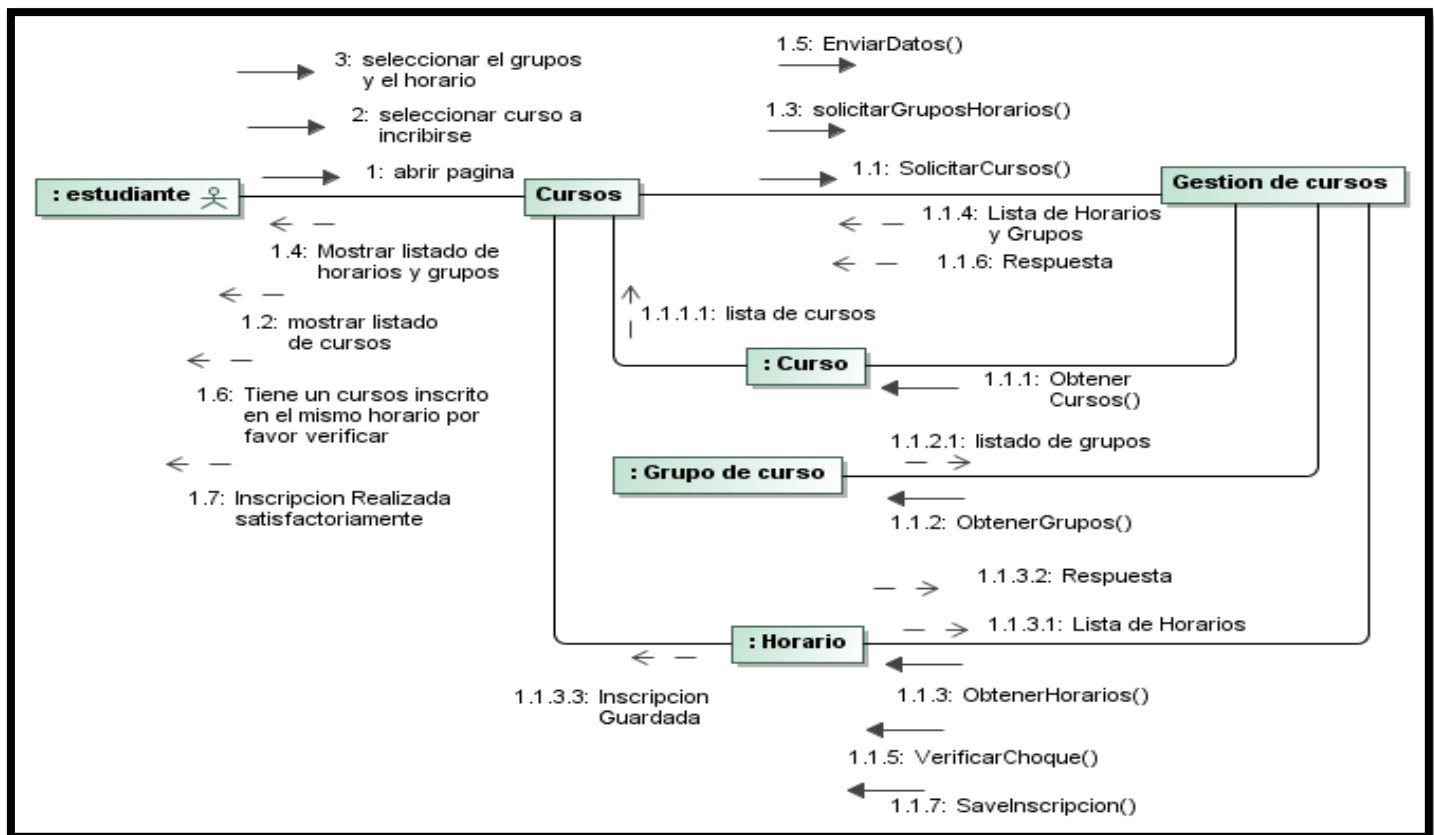 1.5: EnviarDatos()
3: seleccionar el grupos
y el horario
1.3: solicitarGruposHorarios()
2: seleccionar curso a
incribirse
1: abrir pagina
1.1: SolicitarCursos()
: estudiante
Cursos
Gestion de cursos
1.4: Mostrar listado de
horarios y grupos
1.1.4: Lista de Horarios
y Grupos
1.1.6: Respuesta
1.2: mostrar listado
de cursos
1.1.1.1: lista de cursos
: Curso
1.1.1: Obtener
Cursos()
1.6: Tiene un cursos inscrito
en el mismo horario por
favor verificar
1.1.2.1: listado de grupos
: Grupo de curso
1.7: Inscripcion Realizada
satisfactoriamente
1.1.2: ObtenerGrupos()
1.1.3.2: Respuesta
1.1.3.1: Lista de Horarios
: Horario
1.1.3.3: Inscripcion
Guardada
1.1.3: ObtenerHorarios()
1.1.5: VerificarChoque()
1.1.7: SaveInscripcion()